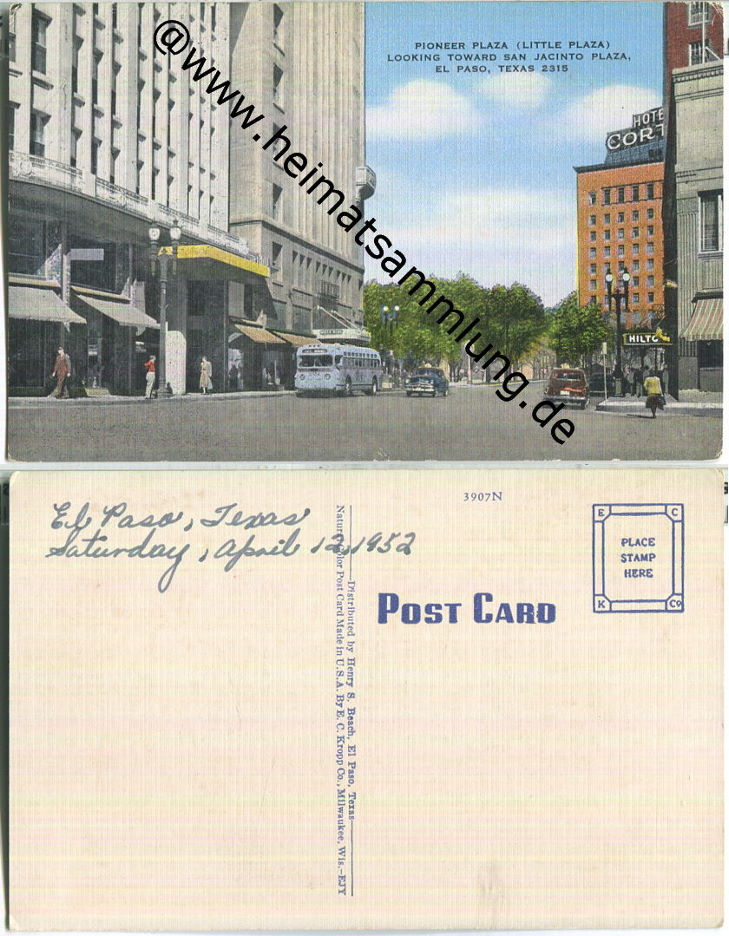 PIONEER PLAZA (LITTLE PLAZA)
LOOKING TOWARD SAN JACINTO PLAZA,
EL PASO, TEXAS 2315
@www.heimatsammlung.de
HOTE
CORT
HILTO
El Paso, Texas
Saturday, April 12, 1952
3907N
E C
PLACE
STAMP
HERE
K Co
POST CARD
Distributed by Henry S. Beach, El Paso, Texas
Natural Color Post Card Made in U.S.A. By E. C. Kropp Co., Milwaukee, Wis.-EJY